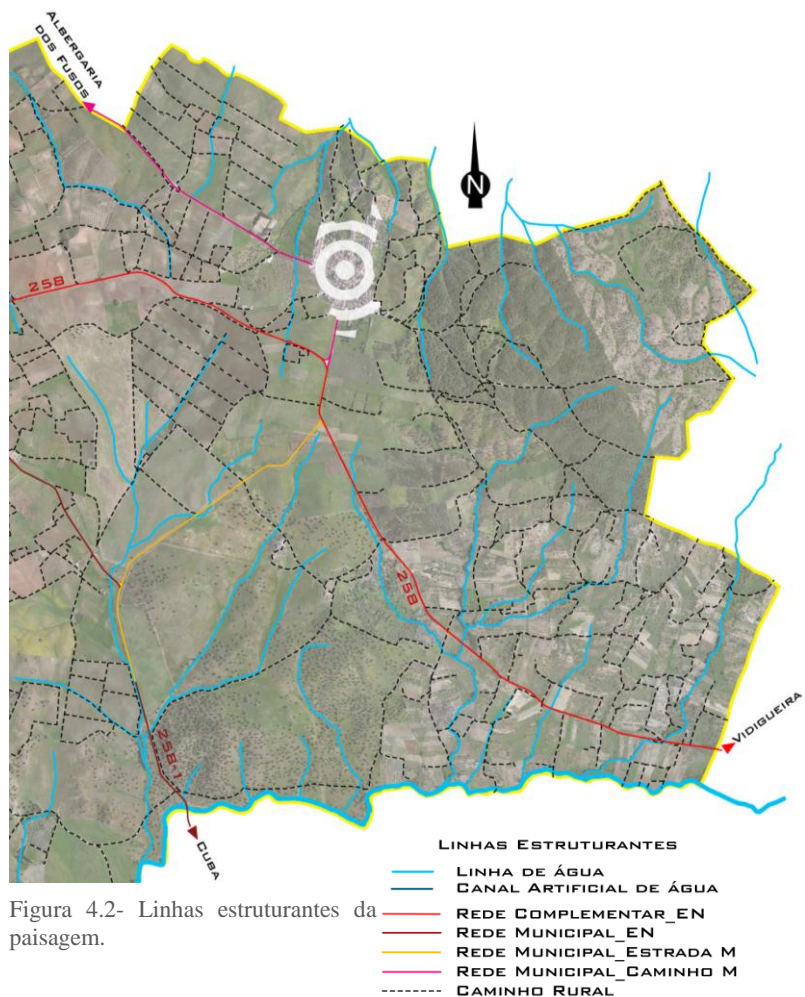 Albergaria
dos Fusos
N
258
258
258-1
Vidigueira
Cuba
Linhas Estruturantes
Linha de água
Canal Artificial de água
Rede Complementar_EN
Rede Municipal_EN
Rede Municipal_Estrada M
Rede Municipal_Caminho M
Caminho Rural
Figura 4.2- Linhas estruturantes da
paisagem.